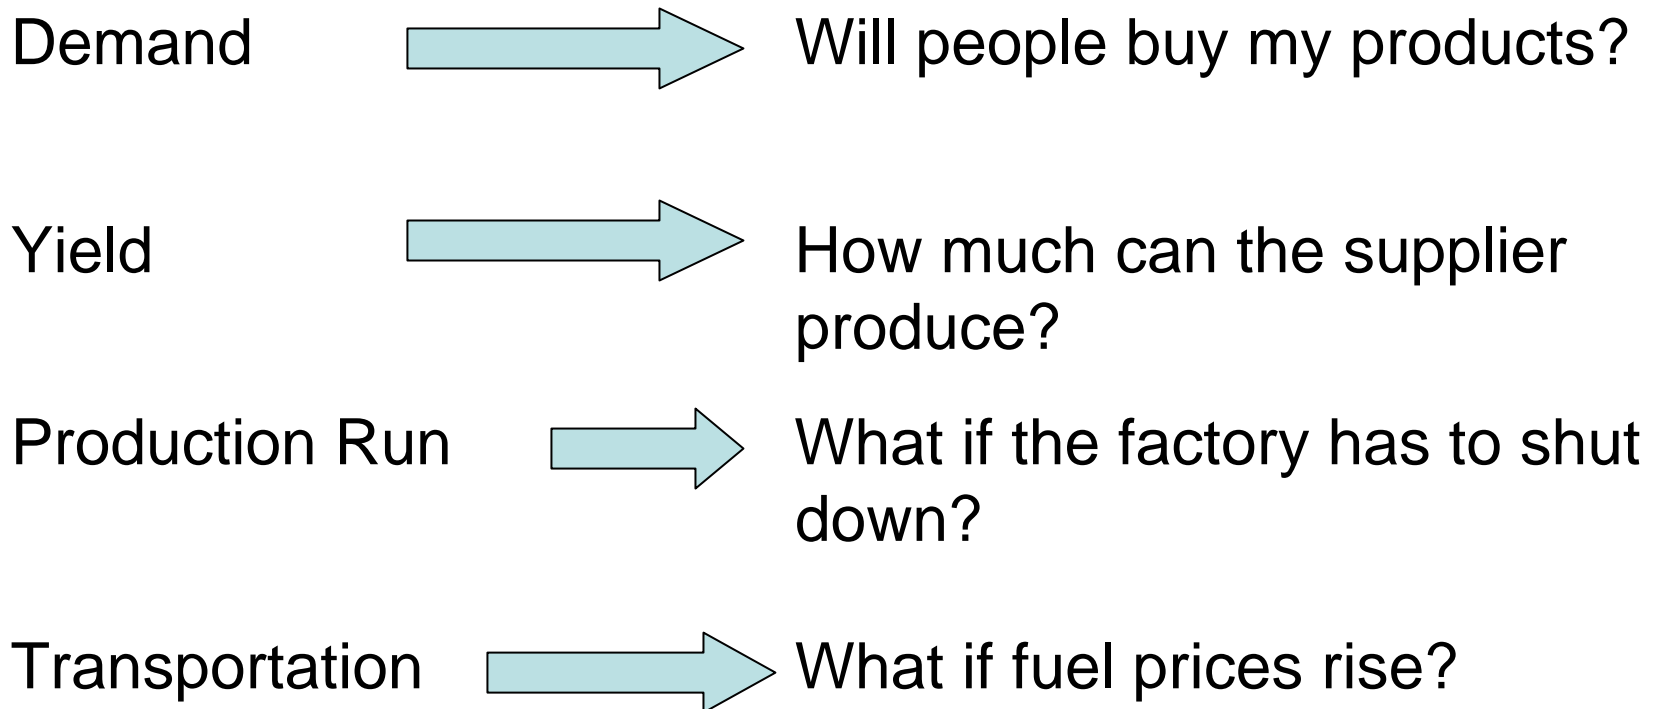 Demand Will people buy my products?
Yield How much can the supplier
produce?
Production Run What if the factory has to shut
down?
Transportation What if fuel prices rise?